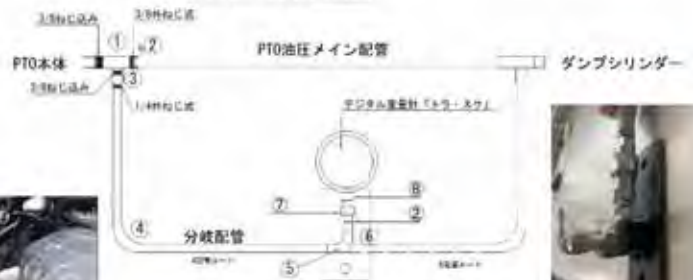 3/8ねじ込み
3/8外ねじ式
① ②
PTO本体
PTO油圧メイン配管
ダンプシリンダー
③
3/8ねじ込み
1/4外ねじ式
デジタル重量計「トラ・スケ」
⑧
⑦
②
④
分岐配管
⑥
⑤